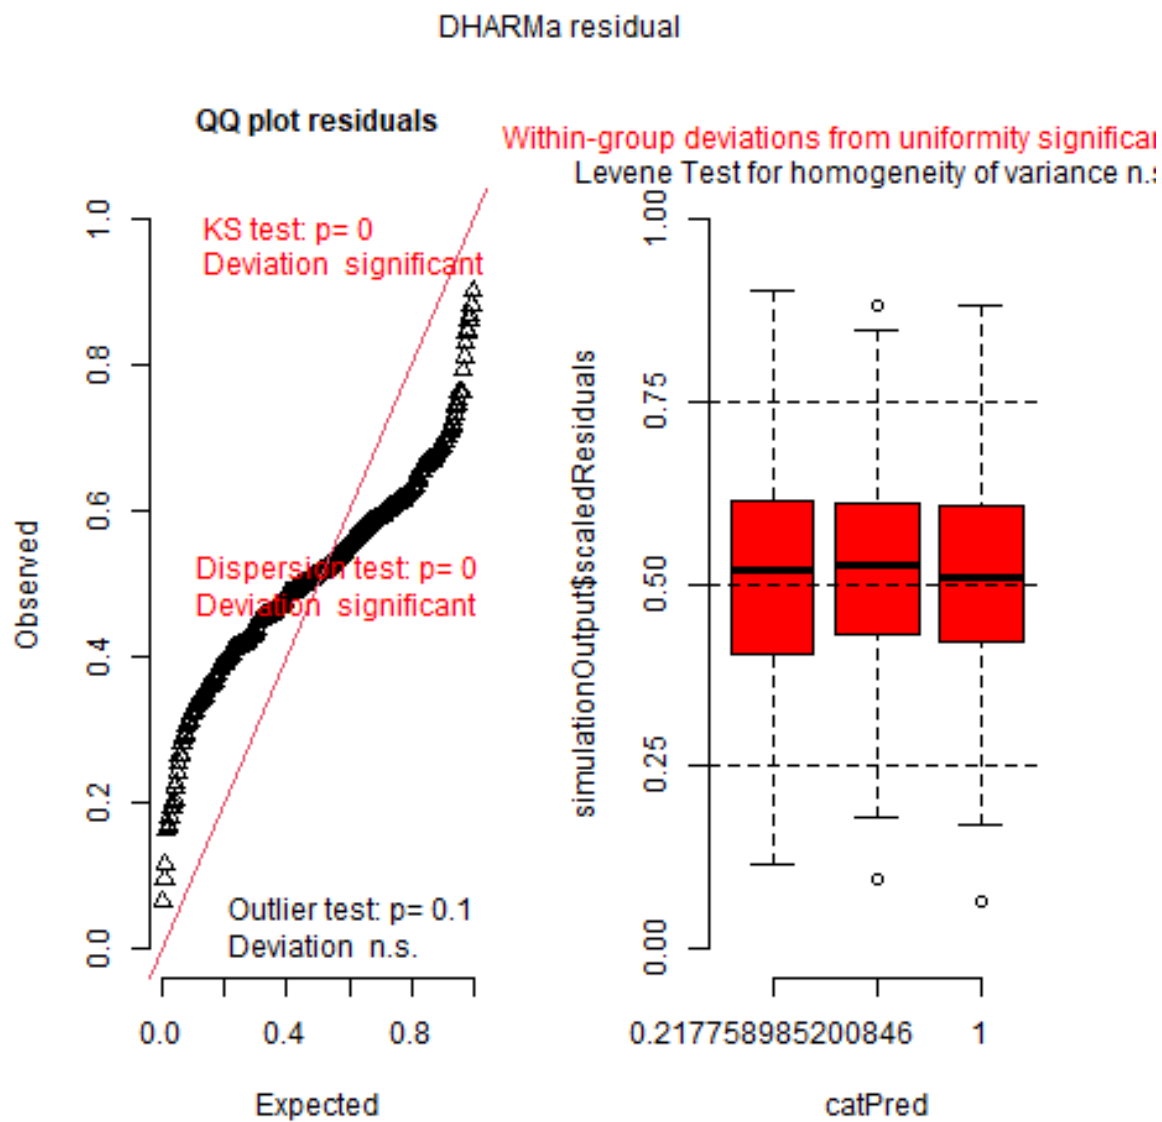 DHARMa residual
QQ plot residuals
KS test: p= 0
Deviation significant
Dispersion test: p= 0
Deviation significant
Outlier test: p= 0.1
Deviation n.s.
Observed
1.0
0.8
0.6
0.4
0.2
0.0
0.0 0.4 0.8
Expected
Within-group deviations from uniformity significan
Levene Test for homogeneity of variance n.s
simulationOutput$scaledResiduals
1.00
0.75
0.50
0.25
0.00
0.217758985200846 1
catPred